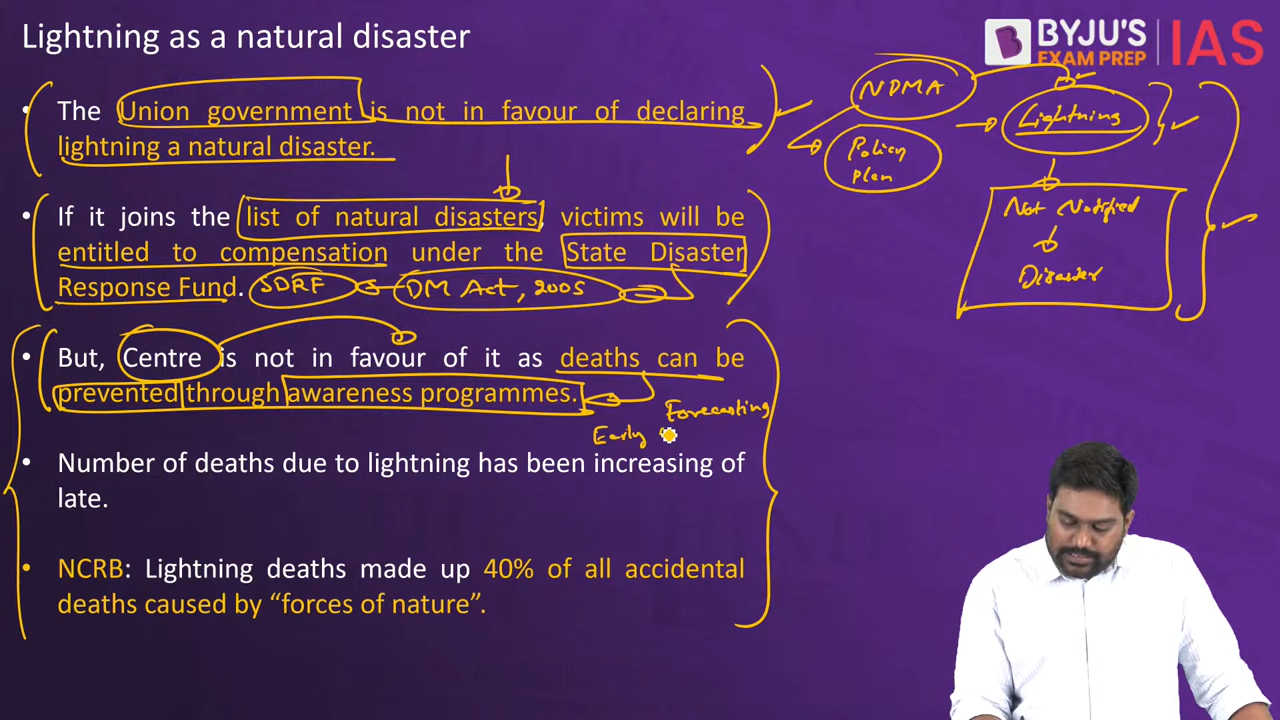 Lightning as a natural disaster
BYJU'S
EXAM PREP
IAS
• The Union government is not in favour of declaring
lightning a natural disaster.
NDMA
Lightning
Policy
plan
Not Notified
Disaster
• If it joins the list of natural disasters, victims will be
entitled to compensation under the State Disaster
Response Fund. SDRF DM Act, 2005
• But, Centre is not in favour of it as deaths can be
prevented through awareness programmes.
Forecasting
Early
• Number of deaths due to lightning has been increasing of
late.
• NCRB: Lightning deaths made up 40% of all accidental
deaths caused by “forces of nature”.